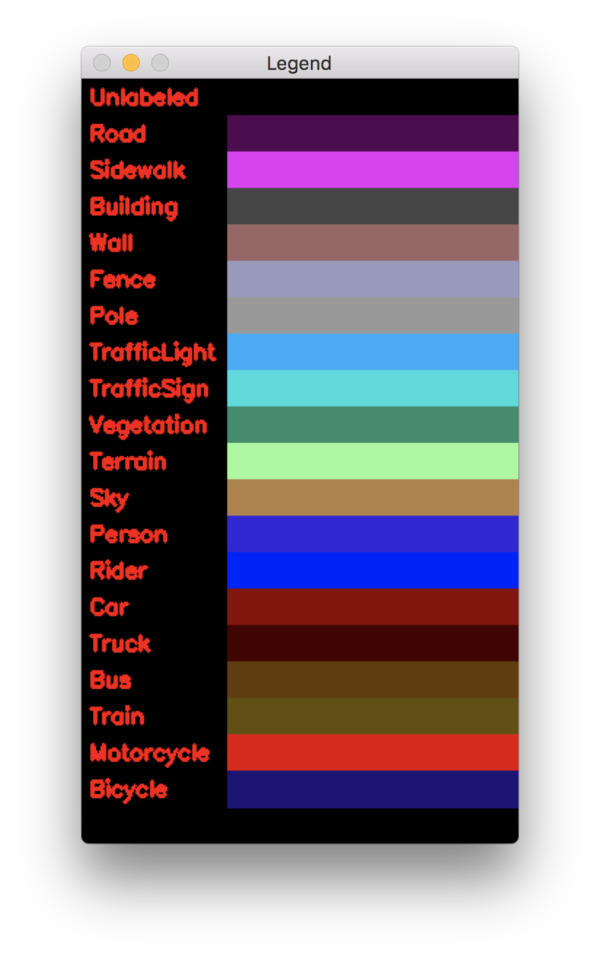 Legend
Unlabeled
Road
Sidewalk
Building
Wall
Fence
Pole
TrafficLight
TrafficSign
Vegetation
Terrain
Sky
Person
Rider
Car
Truck
Bus
Train
Motorcycle
Bicycle